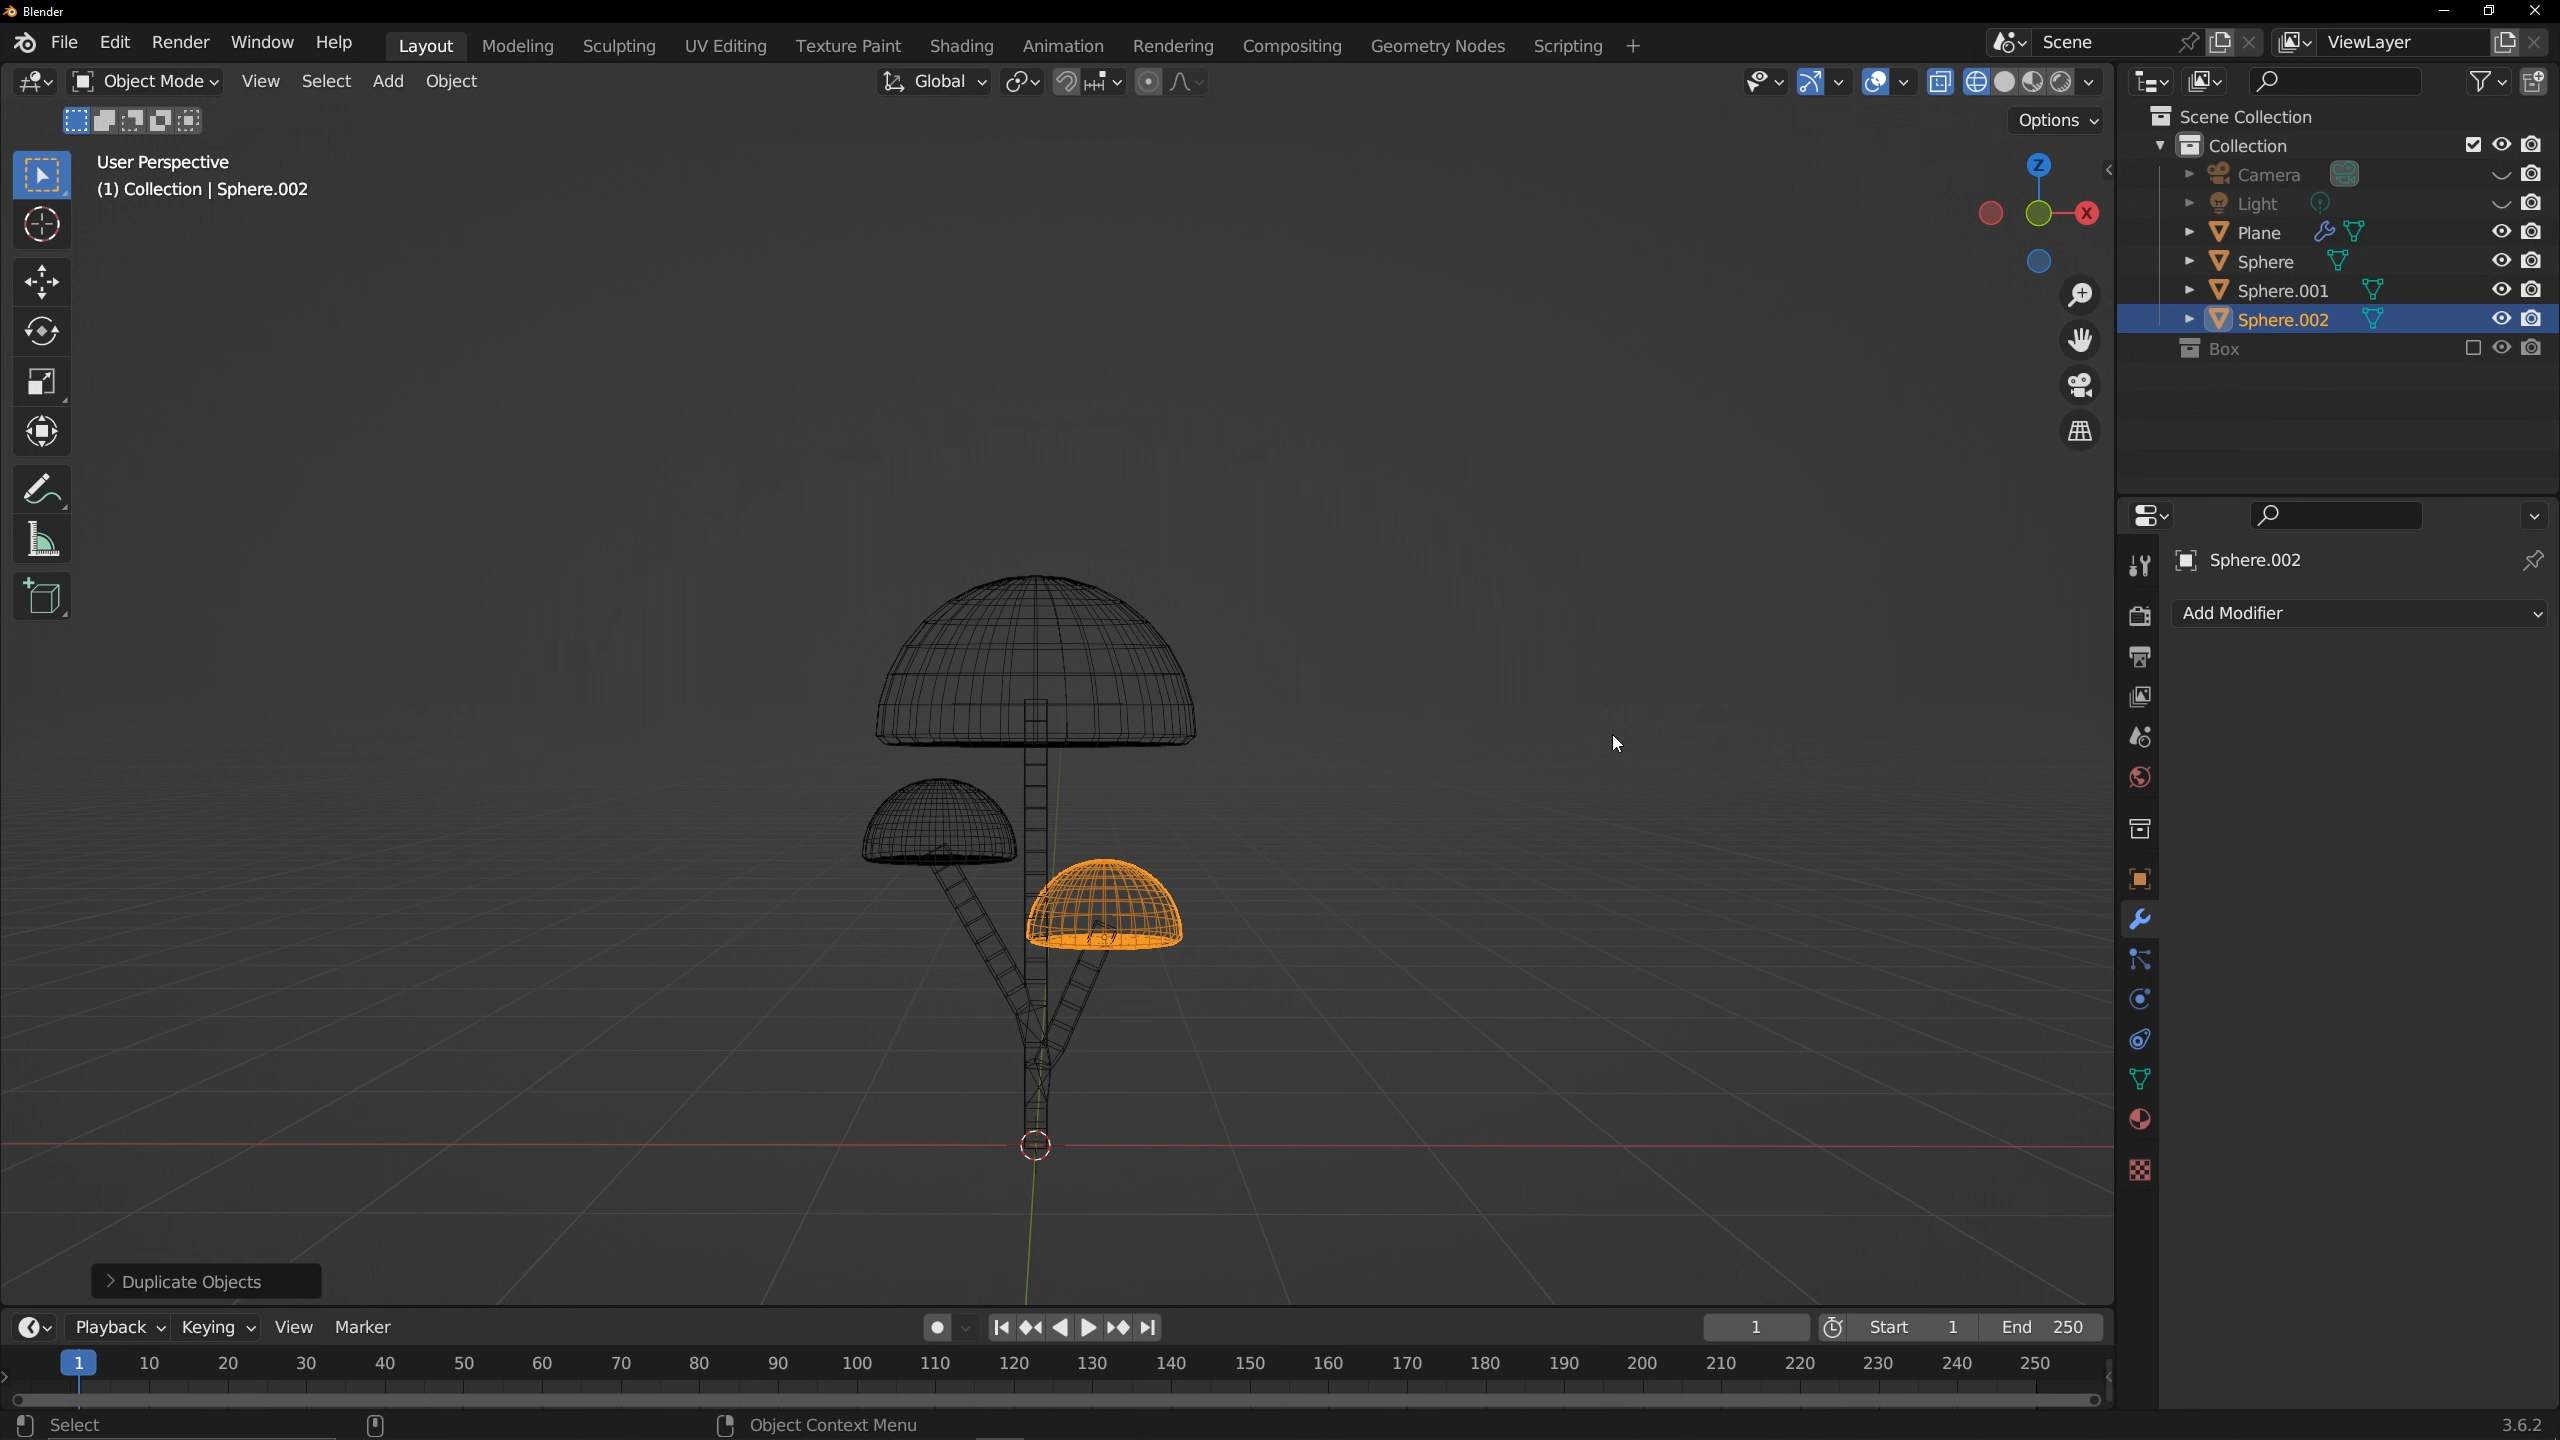 Blender
File Edit Render Window Help Layout Modeling Sculpting UV Editing Texture Paint Shading Animation Rendering Compositing Geometry Nodes Scripting + Scene ViewLayer
Object Mode View Select Add Object Global
Options
User Perspective
(1) Collection | Sphere.002
Z
X
Scene Collection
Collection
Camera
Light
Plane
Sphere
Sphere.001
Sphere.002
Box
Sphere.002
Add Modifier
Duplicate Objects
Playback Keying View Marker 1 Start 1 End 250
1 10 20 30 40 50 60 70 80 90 100 110 120 130 140 150 160 170 180 190 200 210 220 230 240 250
Select Object Context Menu 3.6.2